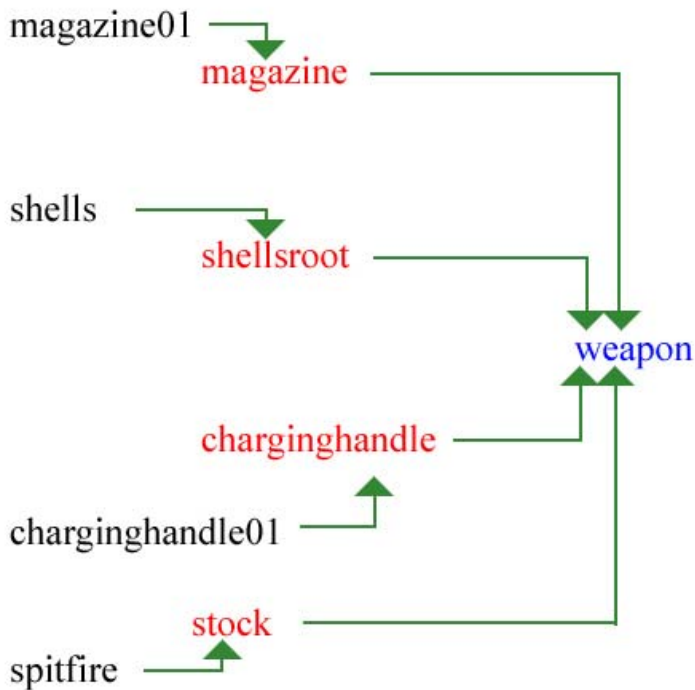 magazine01
magazine
shells
shellsroot
weapon
charginghandle
charginghandle01
stock
spitfire